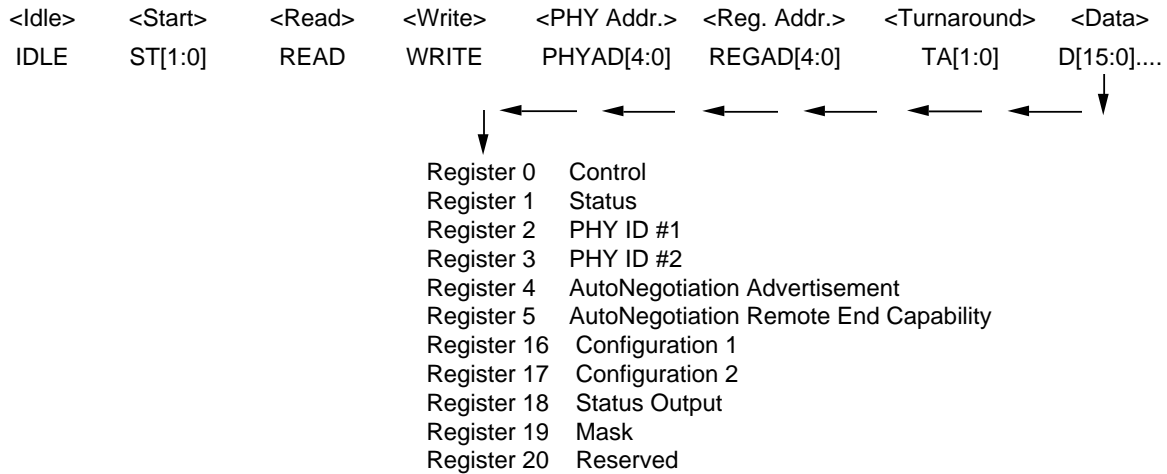 <Idle> <Start> <Read> <Write> <PHY Addr.> <Reg. Addr.> <Turnaround> <Data>
IDLE ST[1:0] READ WRITE PHYAD[4:0] REGAD[4:0] TA[1:0] D[15:0]....
Register 0 Control
Register 1 Status
Register 2 PHY ID #1
Register 3 PHY ID #2
Register 4 AutoNegotiation Advertisement
Register 5 AutoNegotiation Remote End Capability
Register 16 Configuration 1
Register 17 Configuration 2
Register 18 Status Output
Register 19 Mask
Register 20 Reserved